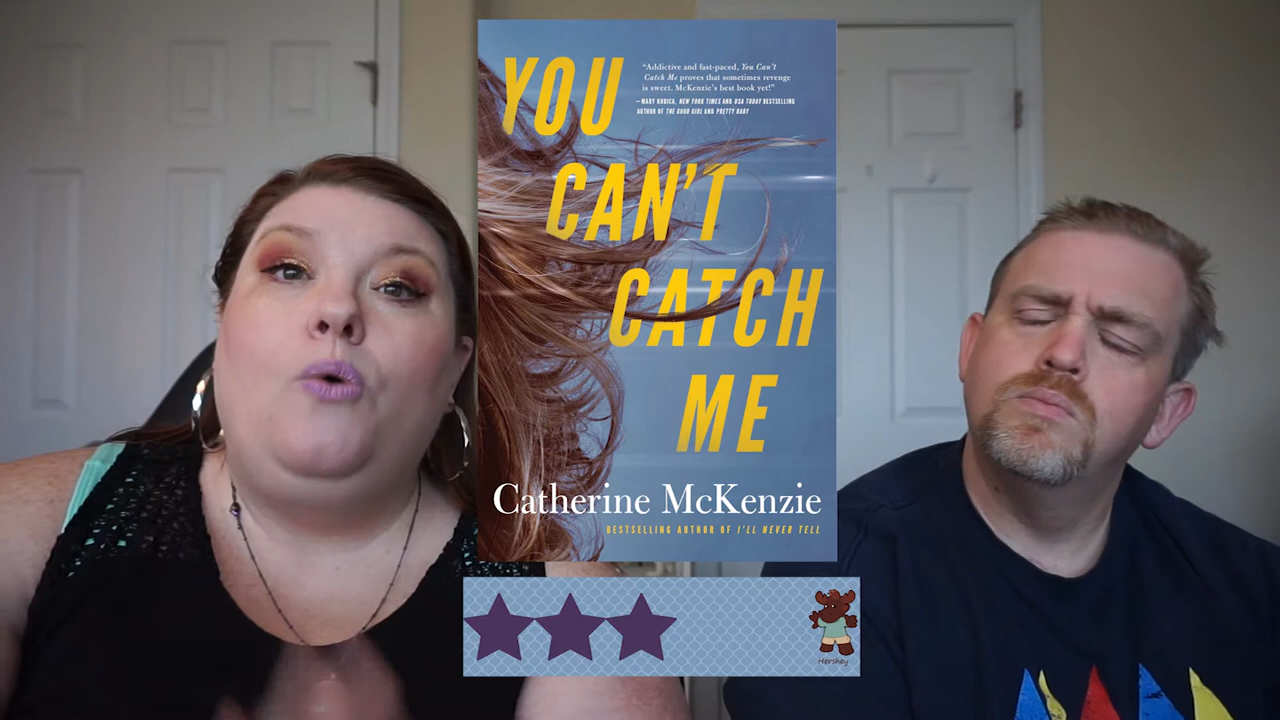 YOU
CAN'T
CATCH
ME
"Addictive and fast-paced, You Can't
Catch Me proves that sometimes revenge
is sweet. McKenzie's best book yet!"
—MARY KUBICA, NEW YORK TIMES AND USA TODAY BESTSELLING
AUTHOR OF THE GOOD GIRL AND PRETTY BABY
Catherine McKenzie
BESTSELLING AUTHOR OF I'LL NEVER TELL
Hershey